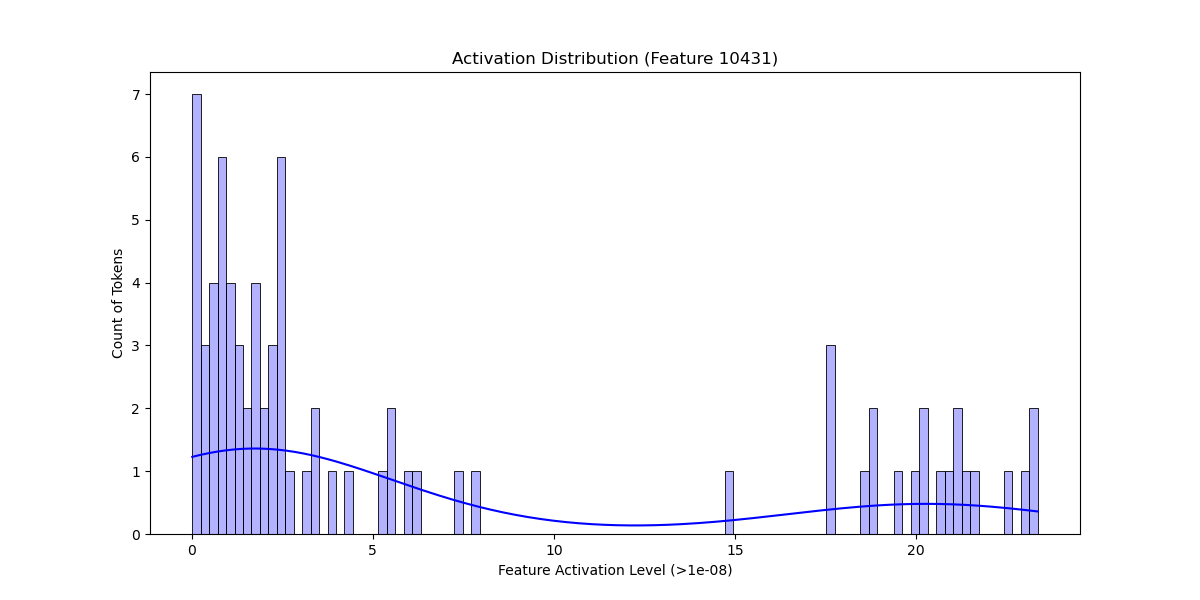 Activation Distribution (Feature 10431)
7
6
5
4
3
2
1
0
Count of Tokens
0 5 10 15 20
Feature Activation Level (>1e-08)